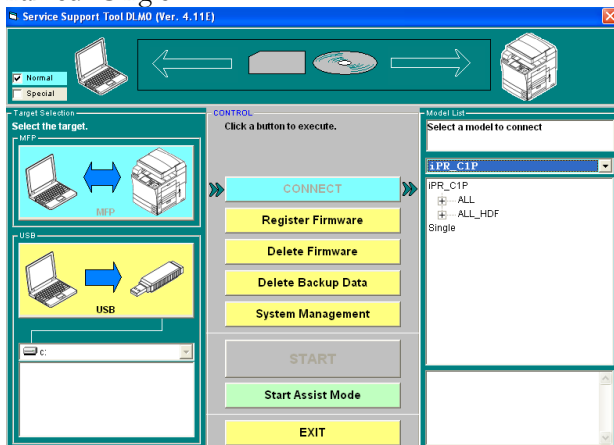 Service Support Tool DLMO (Ver. 4.11E)
Normal
Special
Target Selection
Select the target.
MFP
MFP
USB
USB
c:
CONTROL
Click a button to execute.
CONNECT
Register Firmware
Delete Firmware
Delete Backup Data
System Management
START
Start Assist Mode
EXIT
Model List
Select a model to connect
iPR_C1P
iPR_C1P
ALL
ALL_HDF
Single